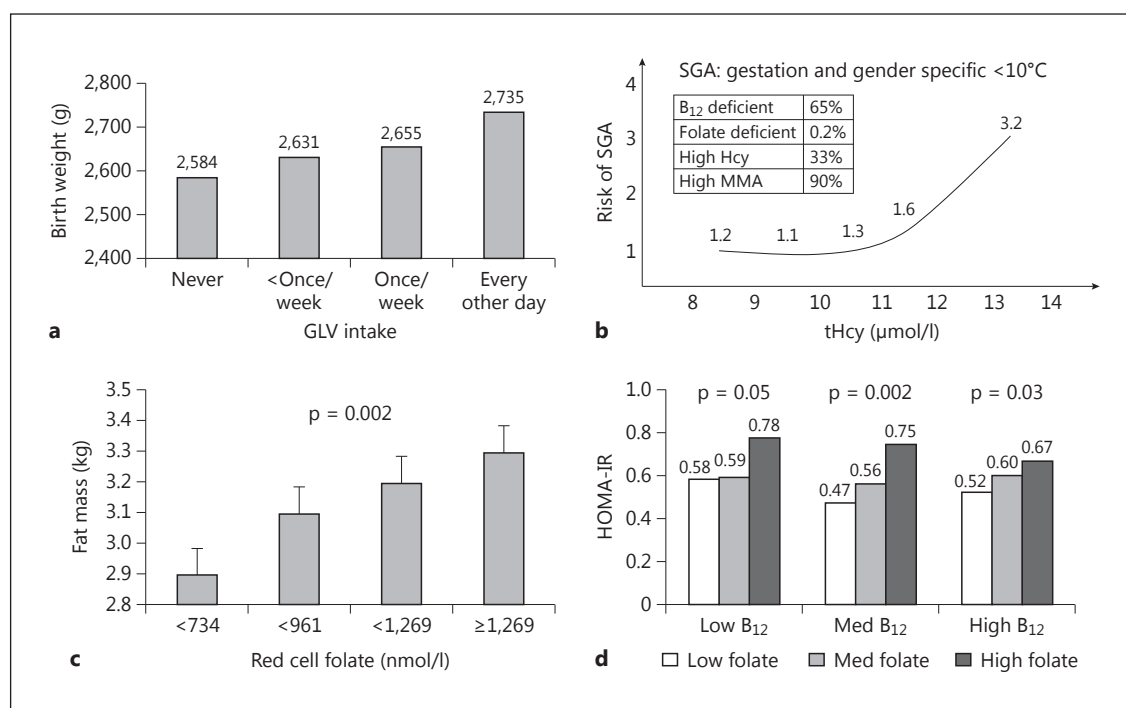 2,800
2,700
2,600
2,500
2,400
Birth weight (g)
2,584
2,631
2,655
2,735
Never
<Once/
week
Once/
week
Every
other day
GLV intake
a
SGA: gestation and gender specific <10°C
B₁₂ deficient 65%
Folate deficient 0.2%
High Hcy 33%
High MMA 90%
4
3
2
1
Risk of SGA
1.2
1.1
1.3
1.6
3.2
8 9 10 11 12 13 14
tHcy (µmol/l)
b
3.5
3.4
3.3
3.2
3.1
3.0
2.9
2.8
Fat mass (kg)
p = 0.002
<734 <961 <1,269 ≥1,269
Red cell folate (nmol/l)
c
1.0
0.8
0.6
0.4
0.2
0
HOMA-IR
p = 0.05 p = 0.002 p = 0.03
0.58 0.59 0.78
0.47 0.56 0.75
0.52 0.60 0.67
Low B₁₂ Med B₁₂ High B₁₂
d
Low folate Med folate High folate